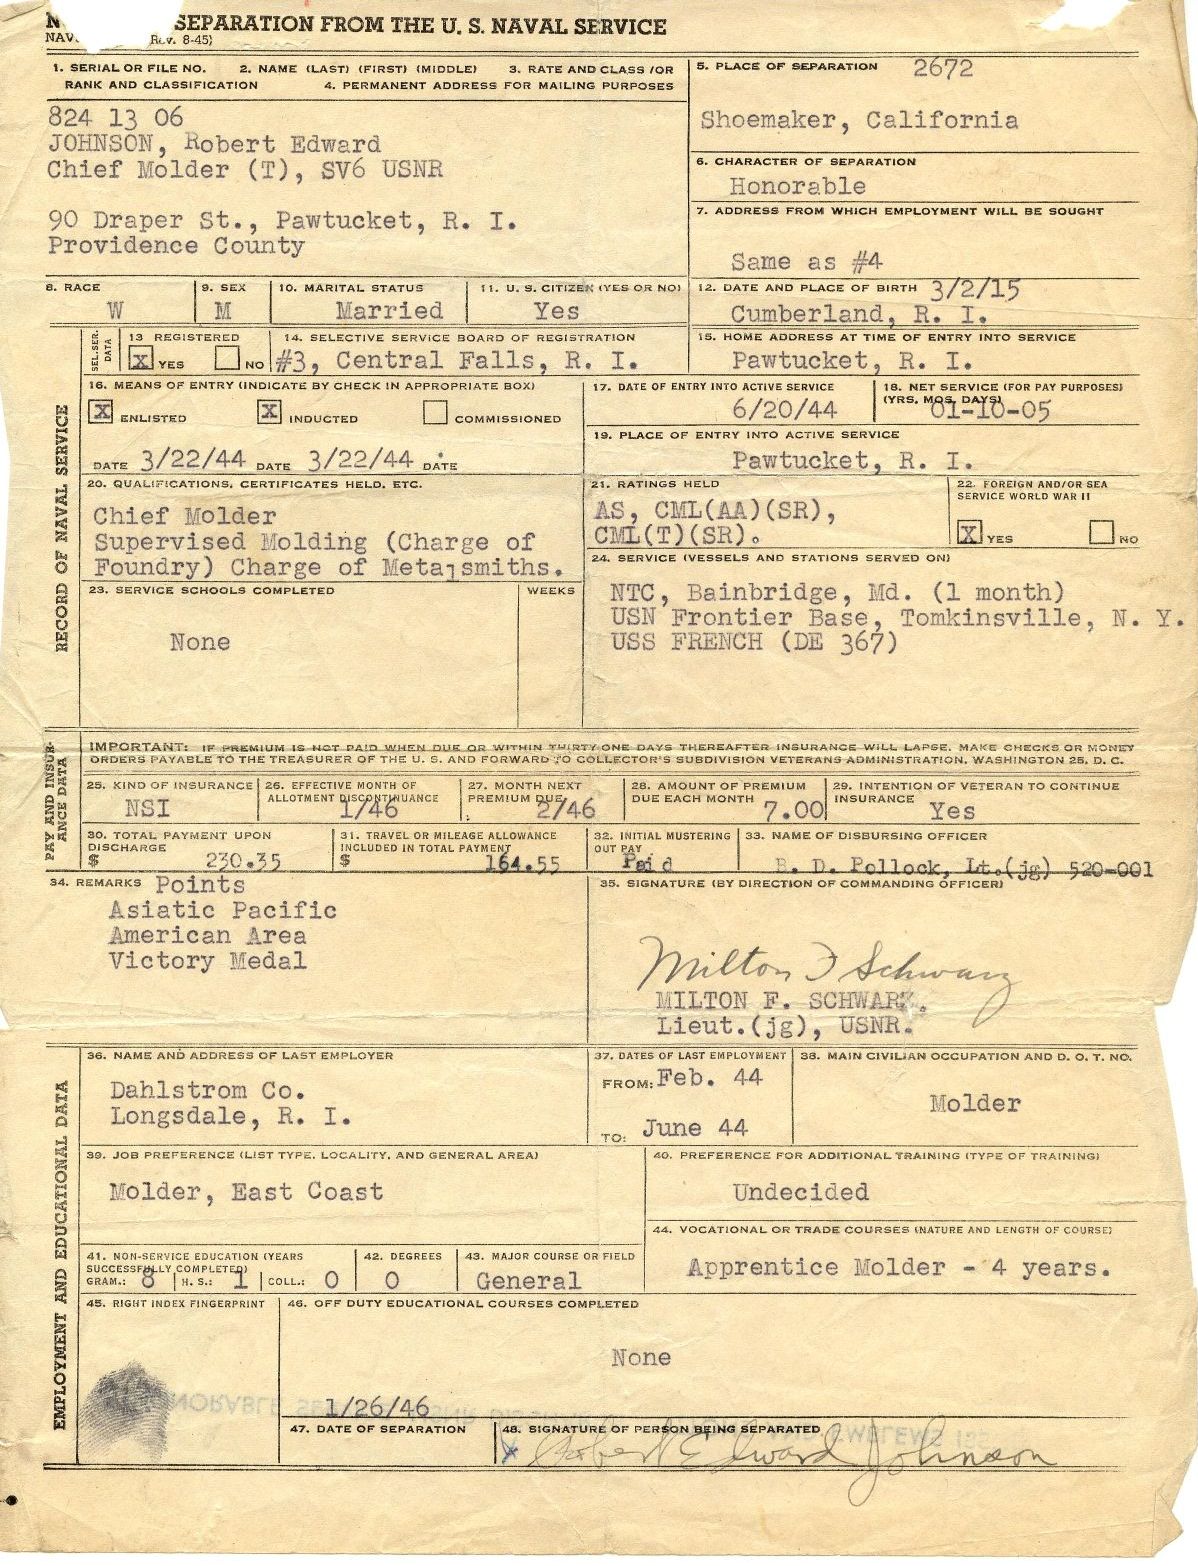 SEPARATION FROM THE U. S. NAVAL SERVICE
(Rev. 8-45)
1. SERIAL OR FILE NO. 2. NAME (LAST) (FIRST) (MIDDLE) 3. RATE AND CLASS /OR
RANK AND CLASSIFICATION 4. PERMANENT ADDRESS FOR MAILING PURPOSES
824 13 06
JOHNSON, Robert Edward
Chief Molder (T), SV6 USNR
90 Draper St., Pawtucket, R. I.
Providence County
5. PLACE OF SEPARATION 2672
Shoemaker, California
6. CHARACTER OF SEPARATION
Honorable
7. ADDRESS FROM WHICH EMPLOYMENT WILL BE SOUGHT
Same as #4
8. RACE
W
9. SEX
M
10. MARITAL STATUS
Married
11. U. S. CITIZEN (YES OR NO)
Yes
12. DATE AND PLACE OF BIRTH 3/2/15
Cumberland, R. I.
SEL. SER. DATA
13 REGISTERED
X YES NO
14. SELECTIVE SERVICE BOARD OF REGISTRATION
#3, Central Falls, R. I.
15. HOME ADDRESS AT TIME OF ENTRY INTO SERVICE
Pawtucket, R. I.
RECORD OF NAVAL SERVICE
16. MEANS OF ENTRY (INDICATE BY CHECK IN APPROPRIATE BOX)
X ENLISTED X INDUCTED COMMISSIONED
DATE 3/22/44 DATE 3/22/44 DATE
17. DATE OF ENTRY INTO ACTIVE SERVICE
6/20/44
18. NET SERVICE (FOR PAY PURPOSES)
(YRS. MOS. DAYS)
01-10-05
19. PLACE OF ENTRY INTO ACTIVE SERVICE
Pawtucket, R. I.
20. QUALIFICATIONS, CERTIFICATES HELD, ETC.
Chief Molder
Supervised Molding (Charge of
Foundry) Charge of Metalsmiths.
21. RATINGS HELD
AS, CML(AA)(SR),
CML(T)(SR).
22. FOREIGN AND/OR SEA
SERVICE WORLD WAR II
X YES NO
23. SERVICE SCHOOLS COMPLETED WEEKS
None
24. SERVICE (VESSELS AND STATIONS SERVED ON)
NTC, Bainbridge, Md. (1 month)
USN Frontier Base, Tomkinsville, N. Y.
USS FRENCH (DE 367)
PAY AND INSUR-
ANCE DATA
IMPORTANT: IF PREMIUM IS NOT PAID WHEN DUE OR WITHIN THIRTY-ONE DAYS THEREAFTER INSURANCE WILL LAPSE. MAKE CHECKS OR MONEY
ORDERS PAYABLE TO THE TREASURER OF THE U. S. AND FORWARD TO COLLECTOR'S SUBDIVISION VETERANS ADMINISTRATION, WASHINGTON 25, D. C.
25. KIND OF INSURANCE
NSI
26. EFFECTIVE MONTH OF
ALLOTMENT DISCONTINUANCE
1/46
27. MONTH NEXT
PREMIUM DUE
2/46
28. AMOUNT OF PREMIUM
DUE EACH MONTH
7.00
29. INTENTION OF VETERAN TO CONTINUE
INSURANCE Yes
30. TOTAL PAYMENT UPON
DISCHARGE
$ 230.35
31. TRAVEL OR MILEAGE ALLOWANCE
INCLUDED IN TOTAL PAYMENT
$ 164.55
32. INITIAL MUSTERING
OUT PAY
Paid
33. NAME OF DISBURSING OFFICER
B. D. Pollock, Lt.(jg) 520-001
34. REMARKS Points
Asiatic Pacific
American Area
Victory Medal
35. SIGNATURE (BY DIRECTION OF COMMANDING OFFICER)
Milton F Schwarz
MILTON F. SCHWARZ,
Lieut.(jg), USNR.
EMPLOYMENT AND EDUCATIONAL DATA
36. NAME AND ADDRESS OF LAST EMPLOYER
Dahlstrom Co.
Longsdale, R. I.
37. DATES OF LAST EMPLOYMENT
FROM: Feb. 44
TO: June 44
38. MAIN CIVILIAN OCCUPATION AND D. O. T. NO.
Molder
39. JOB PREFERENCE (LIST TYPE, LOCALITY, AND GENERAL AREA)
Molder, East Coast
40. PREFERENCE FOR ADDITIONAL TRAINING (TYPE OF TRAINING)
Undecided
41. NON-SERVICE EDUCATION (YEARS
SUCCESSFULLY COMPLETED)
GRAM.: 8 H. S.: 1 COLL.: 0
42. DEGREES
0
43. MAJOR COURSE OR FIELD
General
44. VOCATIONAL OR TRADE COURSES (NATURE AND LENGTH OF COURSE)
Apprentice Molder - 4 years.
45. RIGHT INDEX FINGERPRINT
46. OFF DUTY EDUCATIONAL COURSES COMPLETED
None
1/26/46
47. DATE OF SEPARATION
48. SIGNATURE OF PERSON BEING SEPARATED
x Robert Edward Johnson